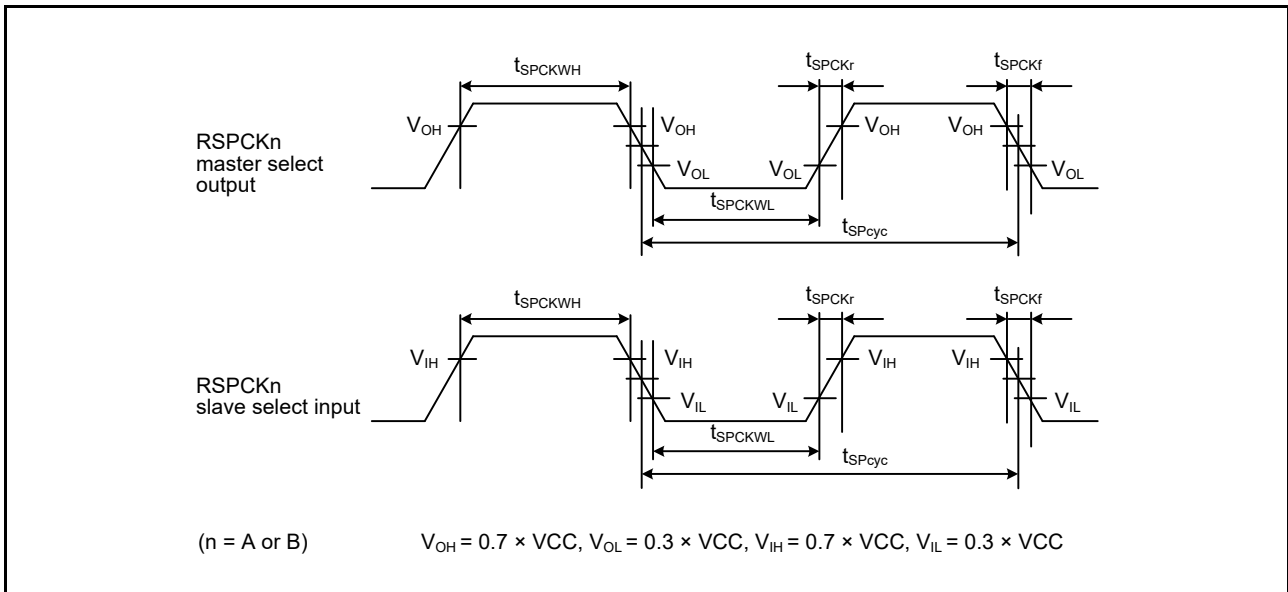 tSPCKWH
tSPCKr
tSPCKf
RSPCKn
master select
output
VOH
VOH
VOL
VOL
VOH
VOH
VOL
tSPCKWL
tSPcyc
tSPCKWH
tSPCKr
tSPCKf
RSPCKn
slave select input
VIH
VIH
VIL
VIL
VIH
VIH
VIL
tSPCKWL
tSPcyc
(n = A or B)
VOH = 0.7 × VCC, VOL = 0.3 × VCC, VIH = 0.7 × VCC, VIL = 0.3 × VCC